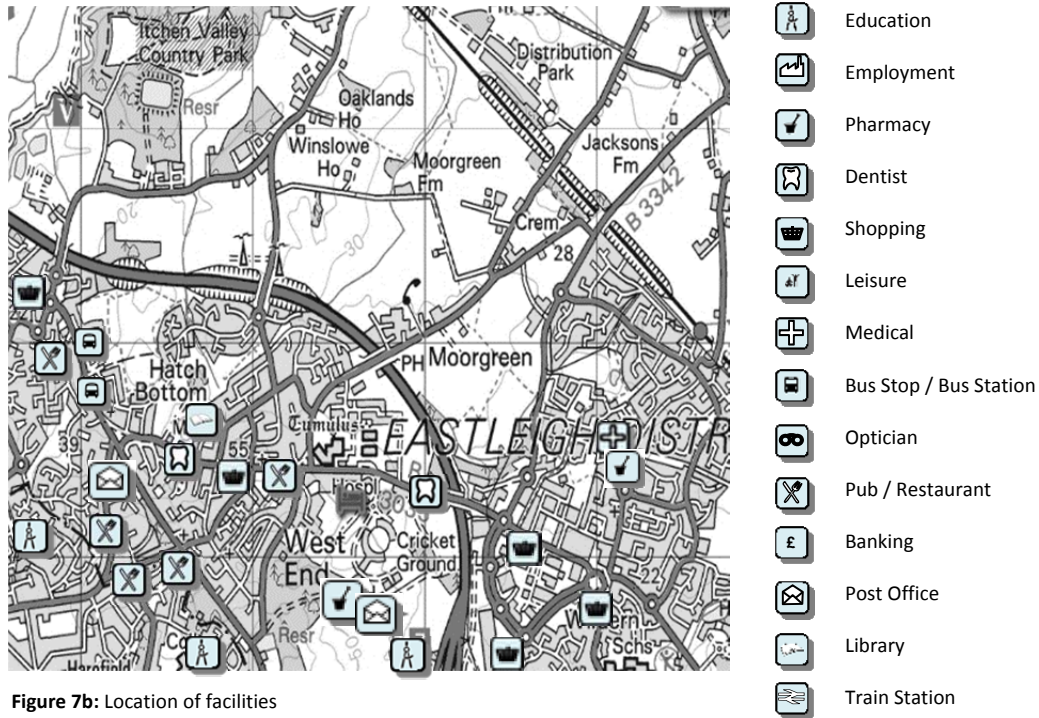 Itchen Valley
Country Park
Resr
V
Distribution
Park
Oaklands
Ho
Winslowe
Ho
Jacksons
Fm
Moorgreen
Fm
B 3342
Crem
20
30
28
PH
Moorgreen
Hatch
Bottom
Tumulus
EASTLEIGH
39
55
Hospl
West
End
Cricket
Ground
22
Resr
Schs
Harefield
Education
Employment
Pharmacy
Dentist
Shopping
Leisure
Medical
Bus Stop / Bus Station
Optician
Pub / Restaurant
£
Banking
Post Office
Library
Train Station
Figure 7b: Location of facilities